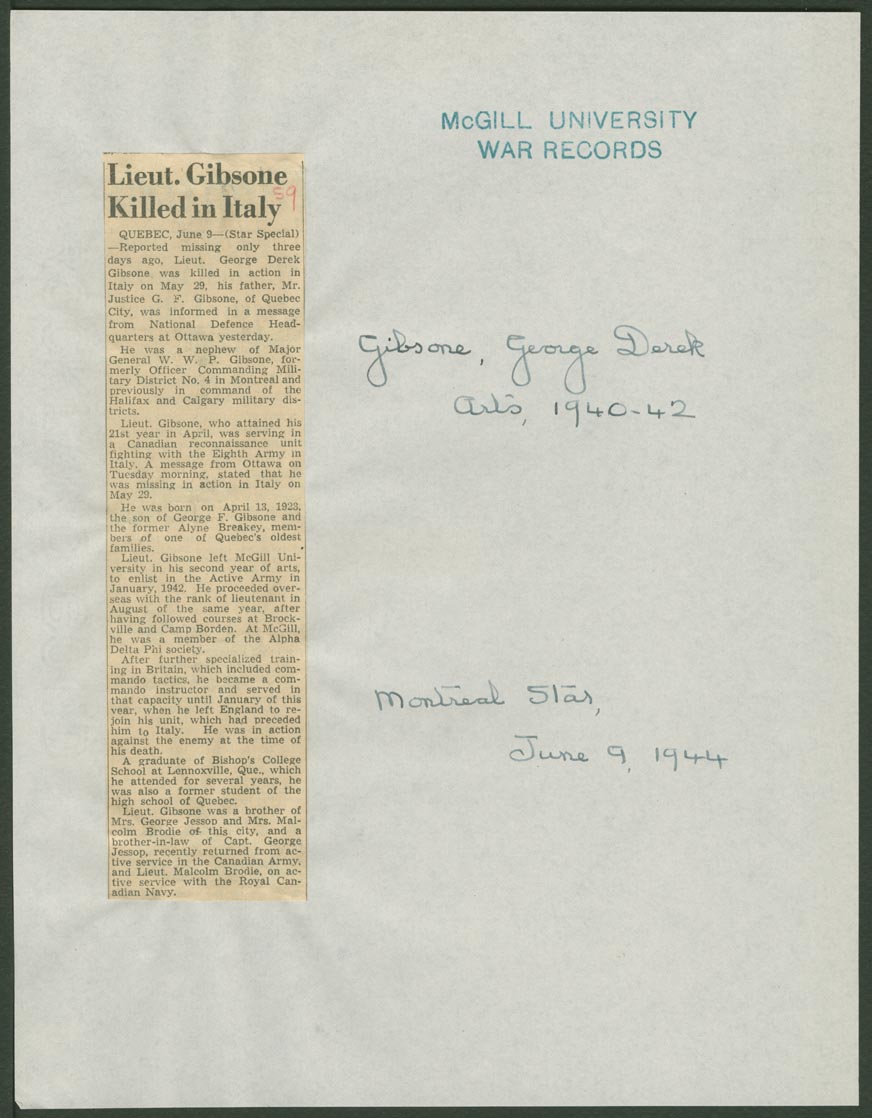 McGILL UNIVERSITY
WAR RECORDS
Lieut. Gibsone
Killed in Italy
59
QUEBEC, June 9—(Star Special)
—Reported missing only three
days ago, Lieut. George Derek
Gibsone was killed in action in
Italy on May 29, his father, Mr.
Justice G. F. Gibsone, of Quebec
City, was informed in a message
from National Defence Head-
quarters at Ottawa yesterday.
He was a nephew of Major
General W. W. P. Gibsone, for-
merly Officer Commanding Mili-
tary District No. 4 in Montreal and
previously in command of the
Halifax and Calgary military dis-
tricts.
Lieut. Gibsone, who attained his
21st year in April, was serving in
a Canadian reconnaissance unit
fighting with the Eighth Army in
Italy. A message from Ottawa on
Tuesday morning, stated that he
was missing in action in Italy on
May 29.
He was born on April 13, 1923,
the son of George F. Gibsone and
the former Alyne Breakey, mem-
bers of one of Quebec's oldest
families.
Lieut. Gibsone left McGill Uni-
versity in his second year of arts,
to enlist in the Active Army in
January, 1942. He proceeded over-
seas with the rank of lieutenant in
August of the same year, after
having followed courses at Brock-
ville and Camp Borden. At McGill,
he was a member of the Alpha
Delta Phi society.
After further specialized train-
ing in Britain, which included com-
mando tactics, he became a com-
mando instructor and served in
that capacity until January of this
year, when he left England to re-
join his unit, which had preceded
him to Italy. He was in action
against the enemy at the time of
his death.
A graduate of Bishop's College
School at Lennoxville, Que., which
he attended for several years, he
was also a former student of the
high school of Quebec.
Lieut. Gibsone was a brother of
Mrs. George Jessop and Mrs. Mal-
colm Brodie of this city, and a
brother-in-law of Capt. George
Jessop, recently returned from ac-
tive service in the Canadian Army,
and Lieut. Malcolm Brodie, on ac-
tive service with the Royal Can-
adian Navy.
Gibsone, George Derek
Arts, 1940-42
Montreal Star,
June 9, 1944